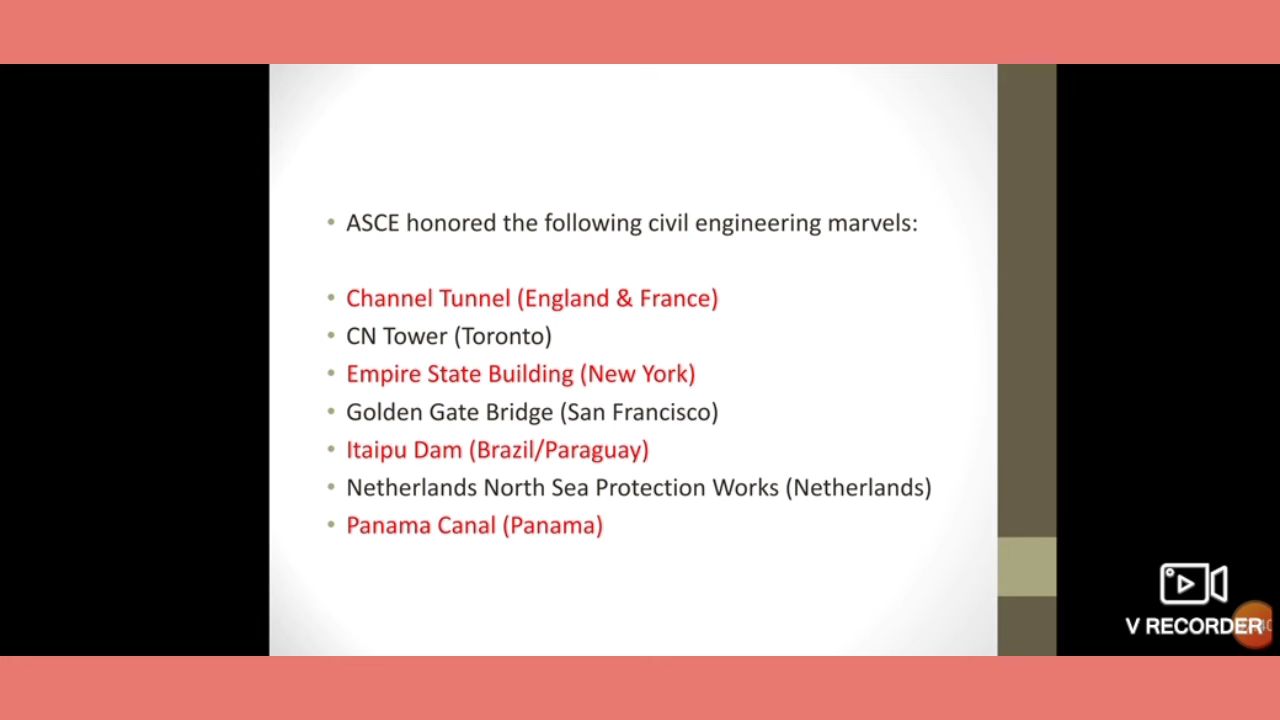 • ASCE honored the following civil engineering marvels:
• Channel Tunnel (England & France)
• CN Tower (Toronto)
• Empire State Building (New York)
• Golden Gate Bridge (San Francisco)
• Itaipu Dam (Brazil/Paraguay)
• Netherlands North Sea Protection Works (Netherlands)
• Panama Canal (Panama)
V RECORDER